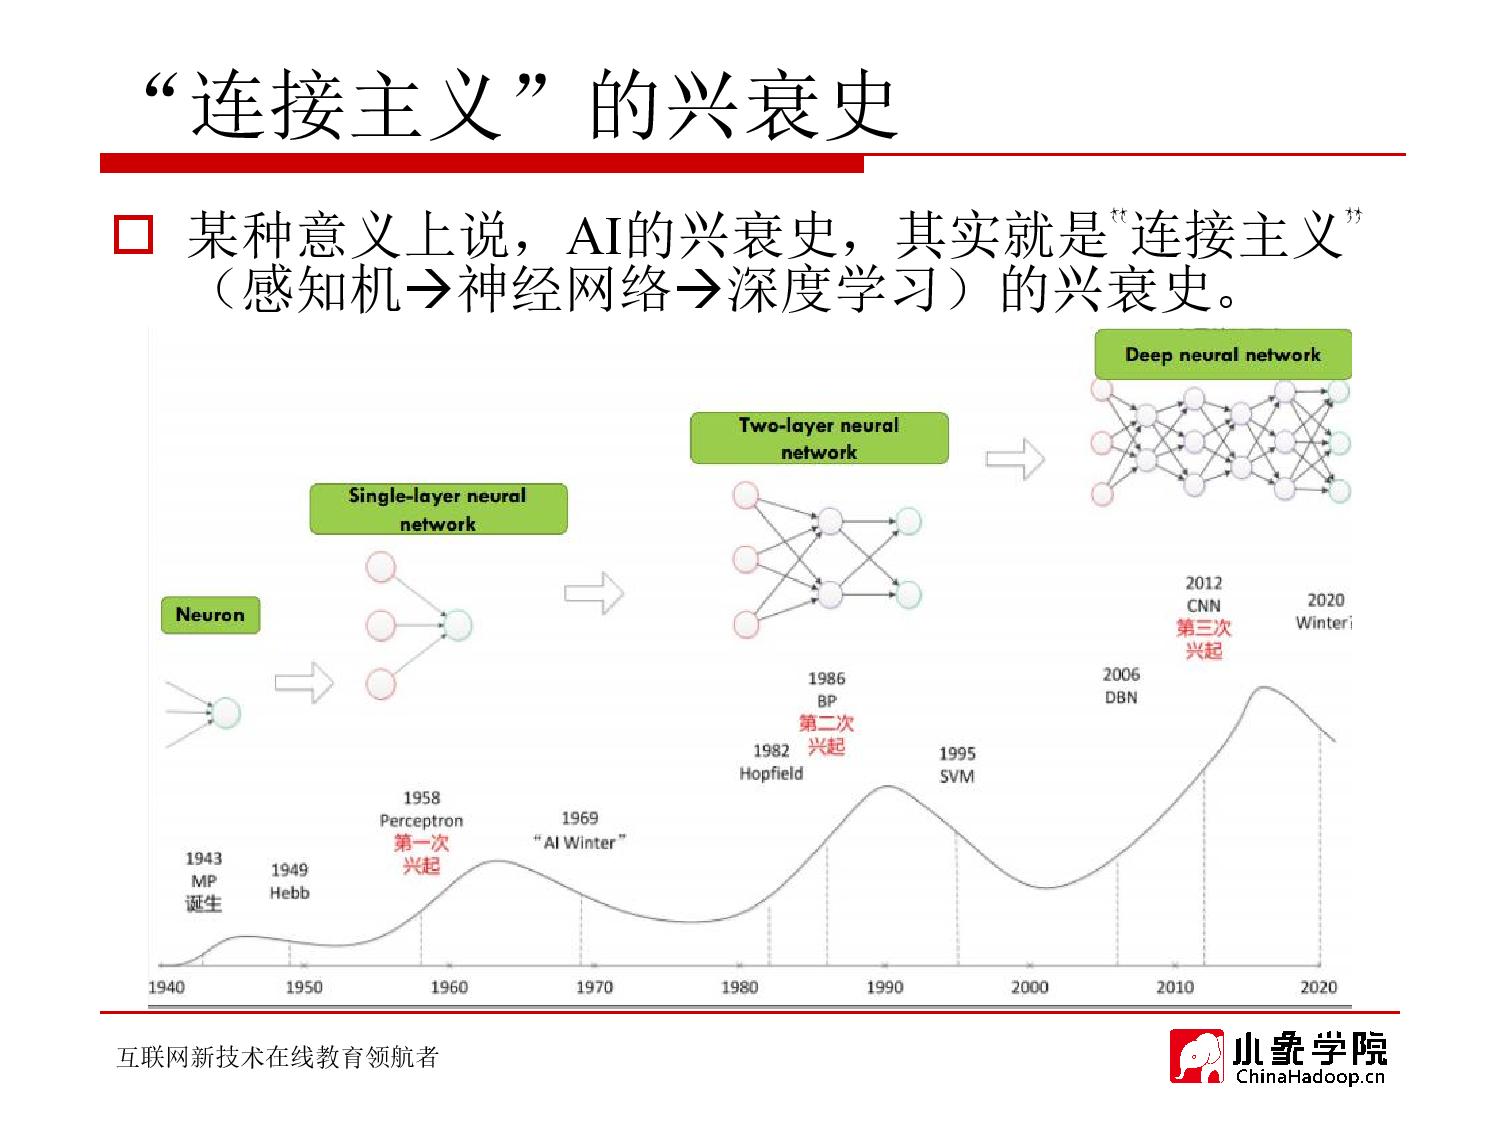 “连接主义”的兴衰史
某种意义上说，AI的兴衰史，其实就是“连接主义”
（感知机→神经网络→深度学习）的兴衰史。
Deep neural network
Two-layer neural
network
Single-layer neural
network
Neuron
2012
CNN
第三次
兴起
2020
Winter?
1986
BP
第二次
兴起
2006
DBN
1982
Hopfield
1995
SVM
1958
Perceptron
第一次
兴起
1969
“AI Winter”
1943
MP
诞生
1949
Hebb
1940 1950 1960 1970 1980 1990 2000 2010 2020
互联网新技术在线教育领航者
小象学院
ChinaHadoop.cn